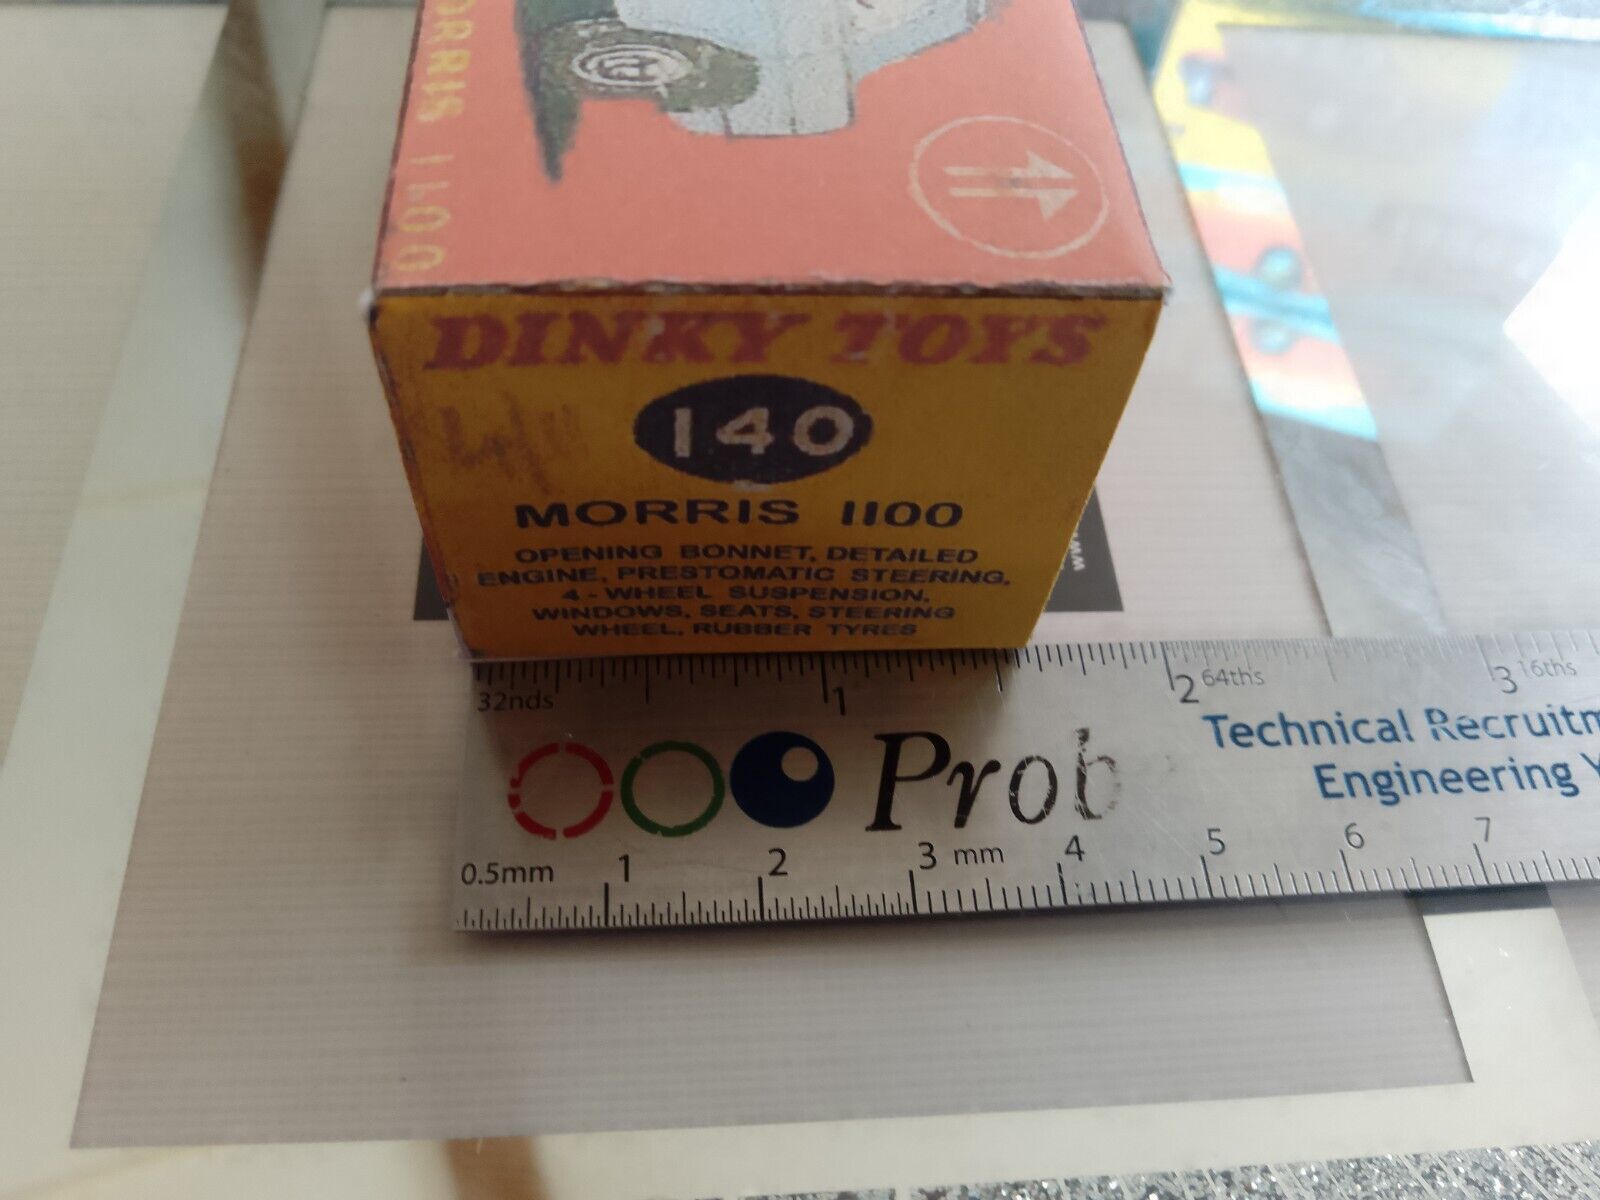 ORRIS 1100
DINKY TOYS
140
MORRIS 1100
OPENING BONNET, DETAILED
ENGINE, PRESTOMATIC STEERING,
4 - WHEEL SUSPENSION,
WINDOWS, SEATS, STEERING
WHEEL, RUBBER TYRES
www
32nds 1 2 64ths 3 16ths
Prob
Technical Recruitm
Engineering Y
0.5mm 1 2 3 mm 4 5 6 7